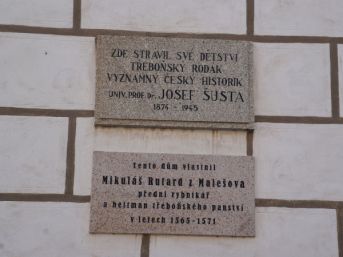 ZDE STRÁVIL SVÉ DĚTSTVÍ
TŘEBOŇSKÝ RODÁK
VÝZNAMNÝ ČESKÝ HISTORIK
UNIV. PROF. Dr. JOSEF ŠUSTA
1874 - 1945
tento dům vlastnil
Mikuláš Rutard z Malešova
přední rybnikář
a hejtman třeboňského panství
v letech 1565-1571